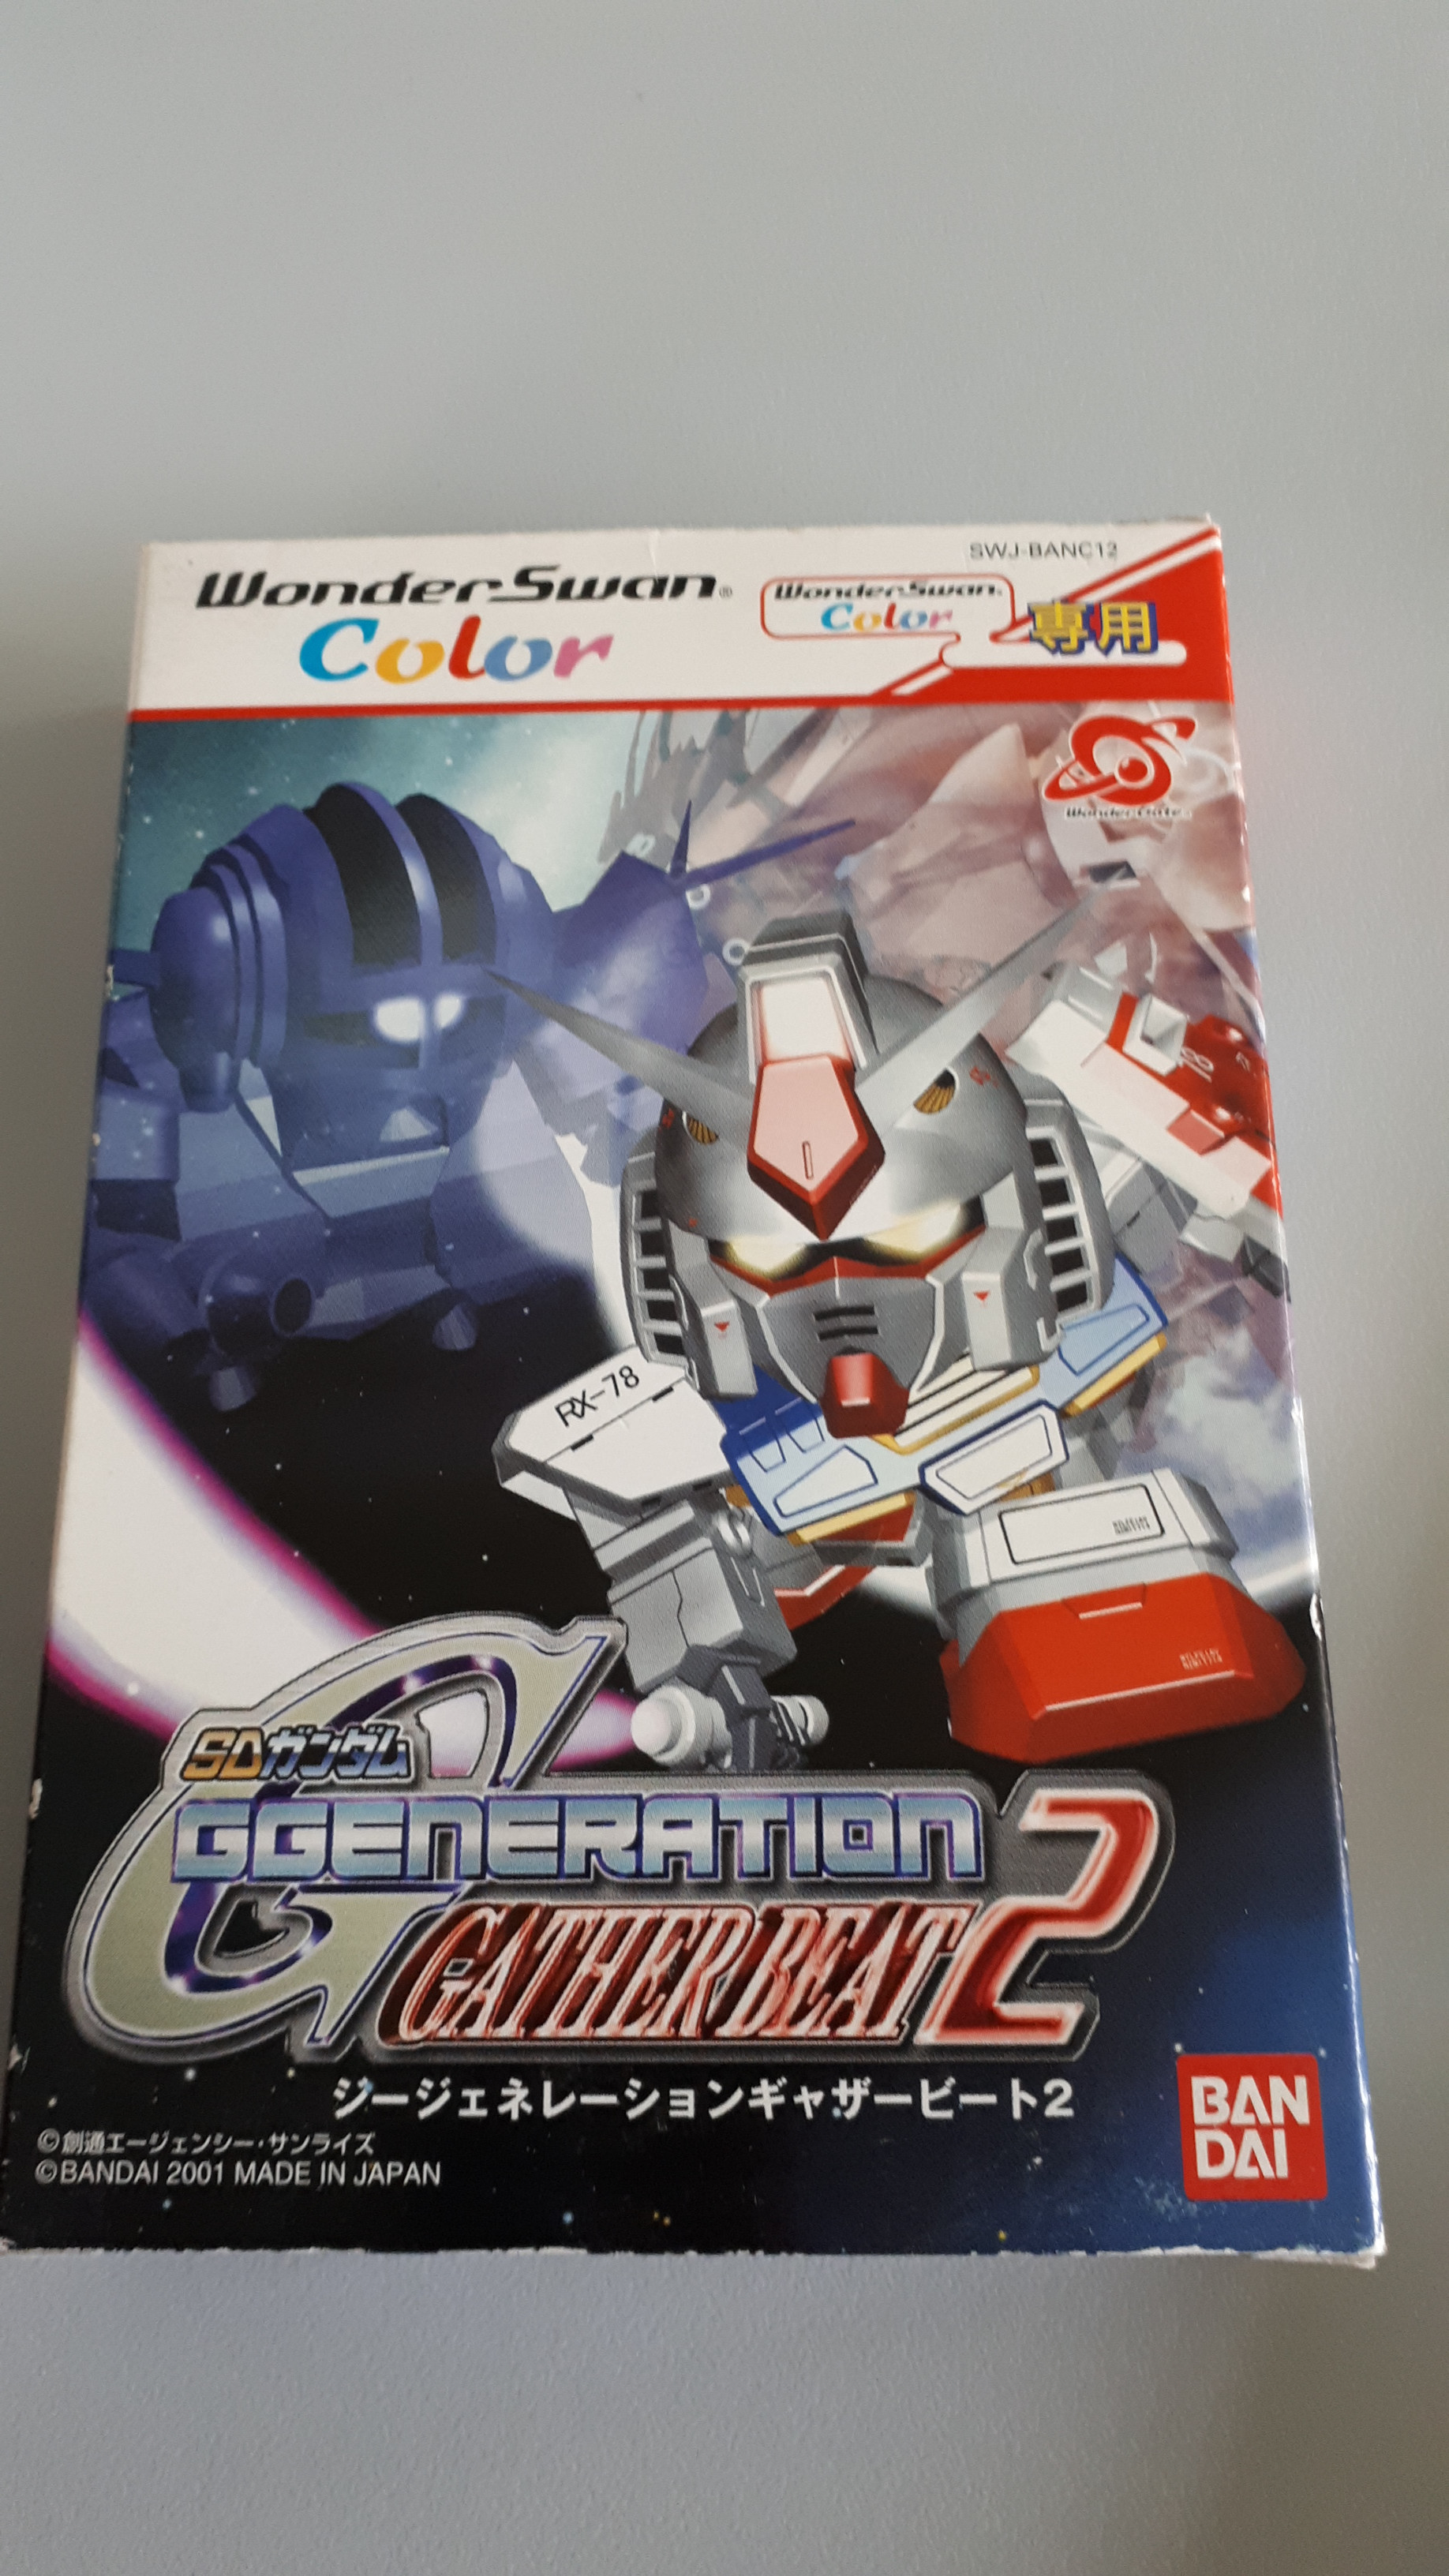 SWJ-BANC12
WonderSwan®
Color
WonderSwan
Color
専用
WonderGate
RX-78
SDガンダム
GGENERATION
GATHERBEAT2
ジージェネレーションギャザービート2
©創通エージェンシー・サンライズ
©BANDAI 2001 MADE IN JAPAN
BAN
DAI